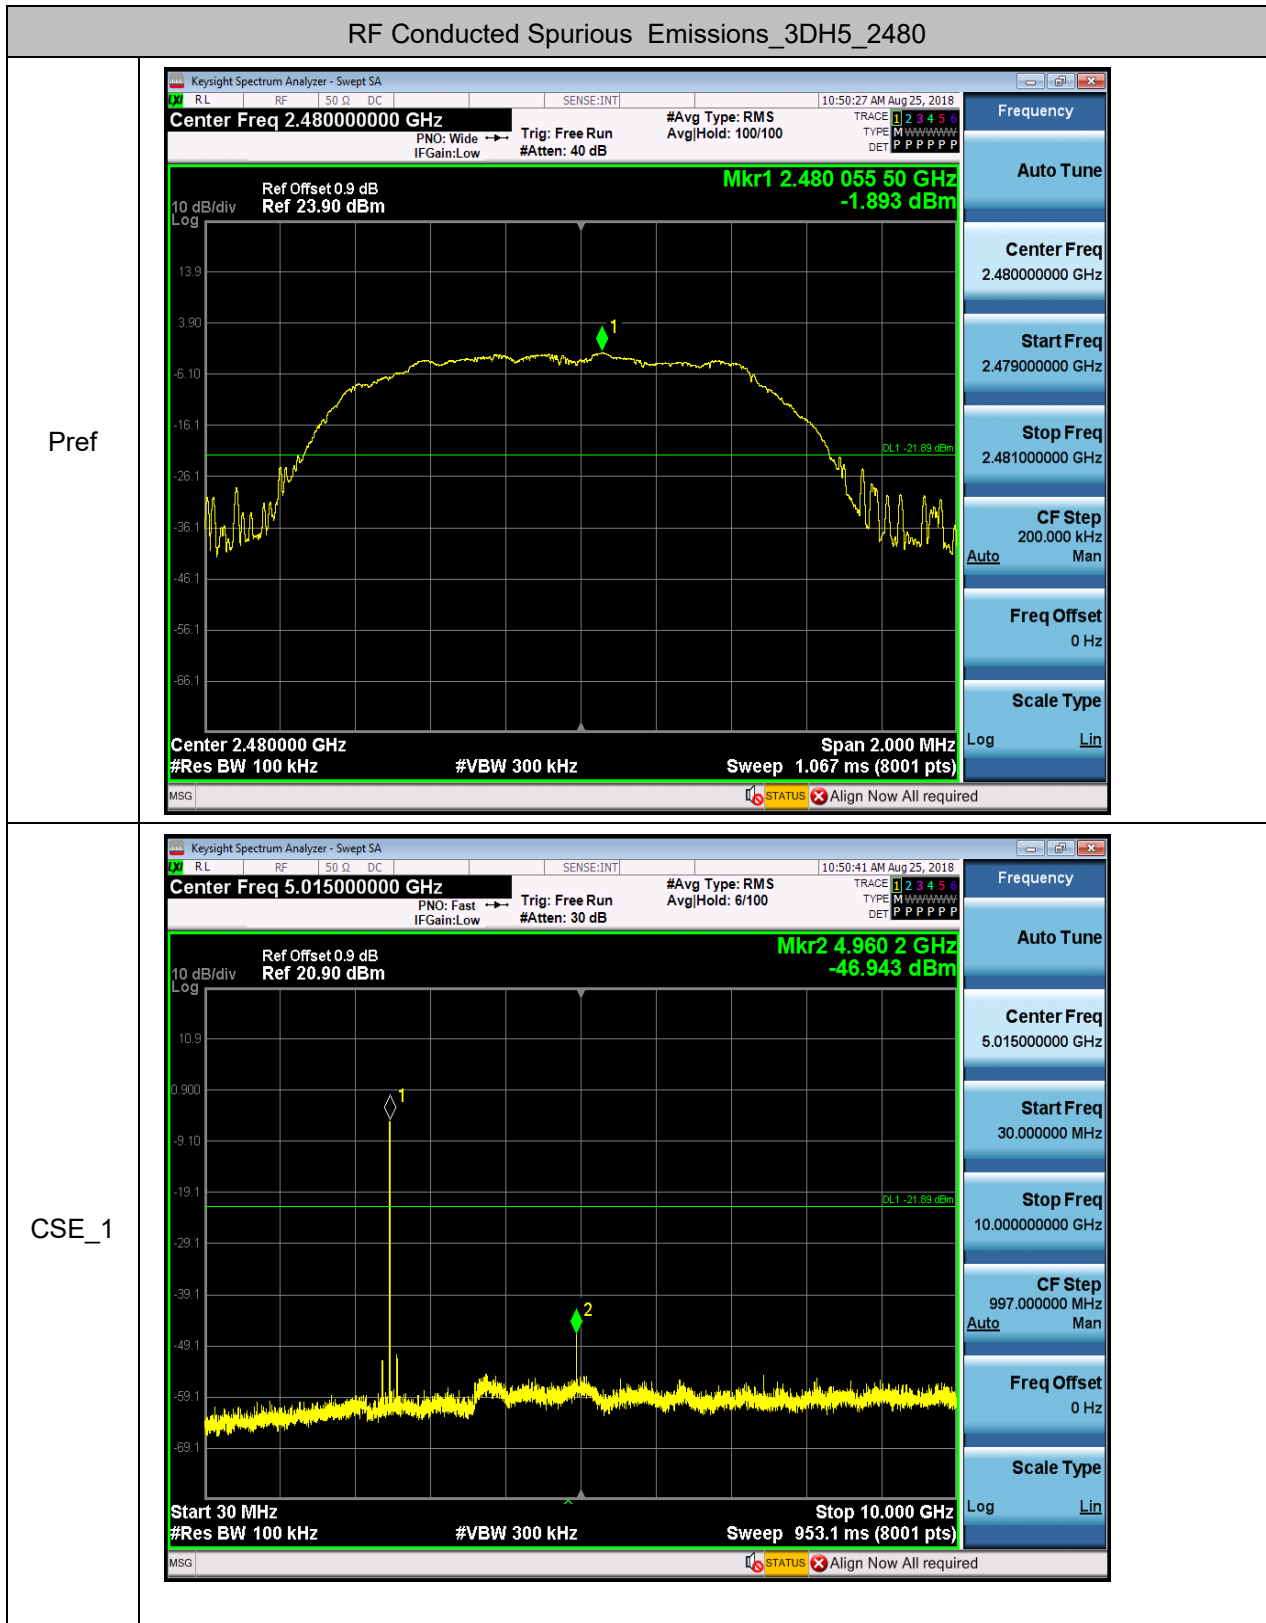 RF Conducted Spurious Emissions_3DH5_2480
Pref
Keysight Spectrum Analyzer - Swept SA
LXI RL RF 50 Ω DC SENSE:INT 10:50:27 AM Aug 25, 2018
Center Freq 2.480000000 GHz
PNO: Wide
IFGain:Low
Trig: Free Run
#Atten: 40 dB
#Avg Type: RMS
Avg|Hold: 100/100
TRACE 1 2 3 4 5 6
TYPE M WWWWW
DET P P P P P P
Mkr1 2.480 055 50 GHz
-1.893 dBm
Ref Offset 0.9 dB
10 dB/div Ref 23.90 dBm
Log
13.9
3.90
-6.10
-16.1
-26.1
-36.1
-46.1
-56.1
-66.1
1
DL1 -21.89 dBm
Center 2.480000 GHz Span 2.000 MHz
#Res BW 100 kHz #VBW 300 kHz Sweep 1.067 ms (8001 pts)
MSG STATUS Align Now All required
Frequency
Auto Tune
Center Freq
2.480000000 GHz
Start Freq
2.479000000 GHz
Stop Freq
2.481000000 GHz
CF Step
200.000 kHz
Auto Man
Freq Offset
0 Hz
Scale Type
Log Lin
CSE_1
Keysight Spectrum Analyzer - Swept SA
LXI RL RF 50 Ω DC SENSE:INT 10:50:41 AM Aug 25, 2018
Center Freq 5.015000000 GHz
PNO: Fast
IFGain:Low
Trig: Free Run
#Atten: 30 dB
#Avg Type: RMS
Avg|Hold: 6/100
TRACE 1 2 3 4 5 6
TYPE M WWWWW
DET P P P P P P
Mkr2 4.960 2 GHz
-46.943 dBm
Ref Offset 0.9 dB
10 dB/div Ref 20.90 dBm
Log
10.9
0.900
-9.10
-19.1
-29.1
-39.1
-49.1
-59.1
-69.1
1
DL1 -21.89 dBm
2
Start 30 MHz Stop 10.000 GHz
#Res BW 100 kHz #VBW 300 kHz Sweep 953.1 ms (8001 pts)
MSG STATUS Align Now All required
Frequency
Auto Tune
Center Freq
5.015000000 GHz
Start Freq
30.000000 MHz
Stop Freq
10.000000000 GHz
CF Step
997.000000 MHz
Auto Man
Freq Offset
0 Hz
Scale Type
Log Lin